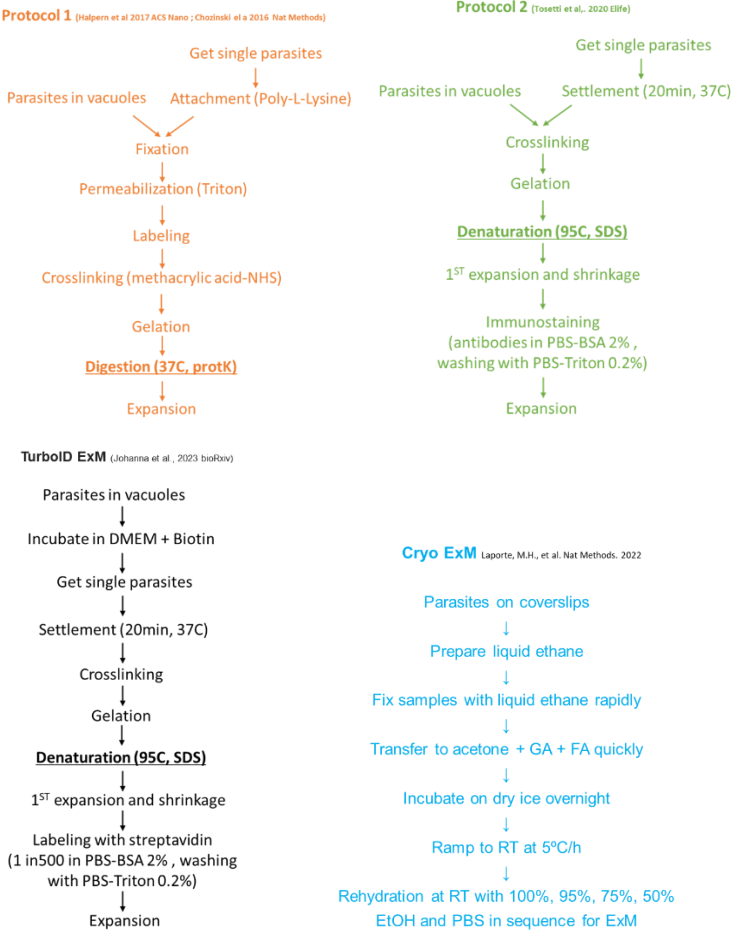 Protocol 1 (Halpern et al 2017 ACS Nano ; Chozinski el a 2016 Nat Methods)
Get single parasites
Parasites in vacuoles
Attachment (Poly-L-Lysine)
Fixation
Permeabilization (Triton)
Labeling
Crosslinking (methacrylic acid-NHS)
Gelation
Digestion (37C, protK)
Expansion
Protocol 2 (Tosetti et al,. 2020 Elife)
Get single parasites
Parasites in vacuoles
Settlement (20min, 37C)
Crosslinking
Gelation
Denaturation (95C, SDS)
1ST expansion and shrinkage
Immunostaining
(antibodies in PBS-BSA 2% ,
washing with PBS-Triton 0.2%)
Expansion
TurboID ExM (Johanna et al., 2023 bioRxiv)
Parasites in vacuoles
Incubate in DMEM + Biotin
Get single parasites
Settlement (20min, 37C)
Crosslinking
Gelation
Denaturation (95C, SDS)
1ST expansion and shrinkage
Labeling with streptavidin
(1 in500 in PBS-BSA 2% , washing
with PBS-Triton 0.2%)
Expansion
Cryo ExM Laporte, M.H., et al. Nat Methods. 2022
Parasites on coverslips
↓
Prepare liquid ethane
↓
Fix samples with liquid ethane rapidly
↓
Transfer to acetone + GA + FA quickly
↓
Incubate on dry ice overnight
↓
Ramp to RT at 5ºC/h
↓
Rehydration at RT with 100%, 95%, 75%, 50%
EtOH and PBS in sequence for ExM